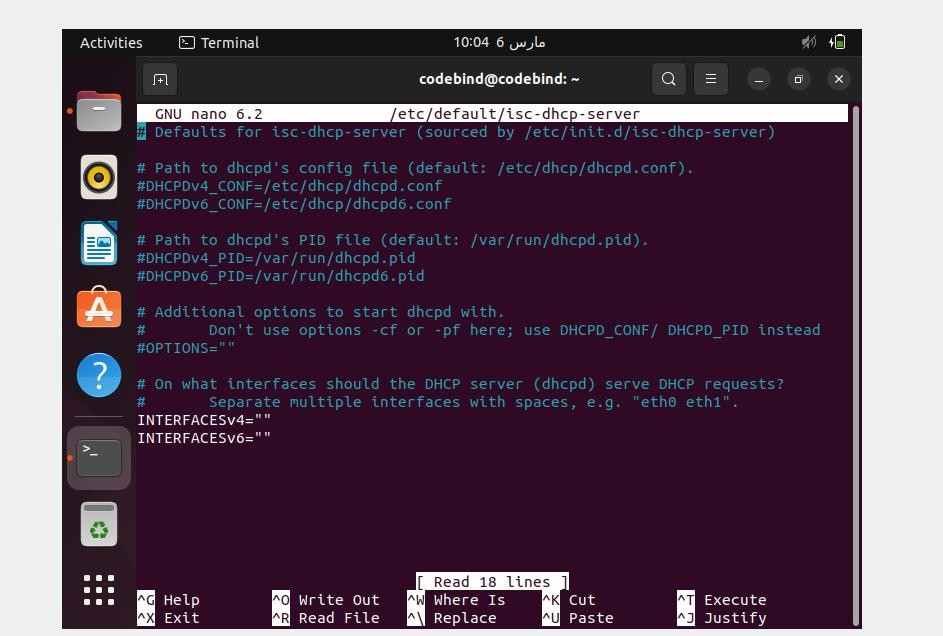 Activities Terminal 10:04 6 مارس
codebind@codebind: ~
GNU nano 6.2 /etc/default/isc-dhcp-server
# Defaults for isc-dhcp-server (sourced by /etc/init.d/isc-dhcp-server)
# Path to dhcpd's config file (default: /etc/dhcp/dhcpd.conf).
#DHCPDv4_CONF=/etc/dhcp/dhcpd.conf
#DHCPDv6_CONF=/etc/dhcp/dhcpd6.conf
# Path to dhcpd's PID file (default: /var/run/dhcpd.pid).
#DHCPDv4_PID=/var/run/dhcpd.pid
#DHCPDv6_PID=/var/run/dhcpd6.pid
# Additional options to start dhcpd with.
#       Don't use options -cf or -pf here; use DHCPD_CONF/ DHCPD_PID instead
#OPTIONS=""
# On what interfaces should the DHCP server (dhcpd) serve DHCP requests?
#       Separate multiple interfaces with spaces, e.g. "eth0 eth1".
INTERFACESv4=""
INTERFACESv6=""
[ Read 18 lines ]
^G Help ^O Write Out ^W Where Is ^K Cut ^T Execute
^X Exit ^R Read File ^\ Replace ^U Paste ^J Justify